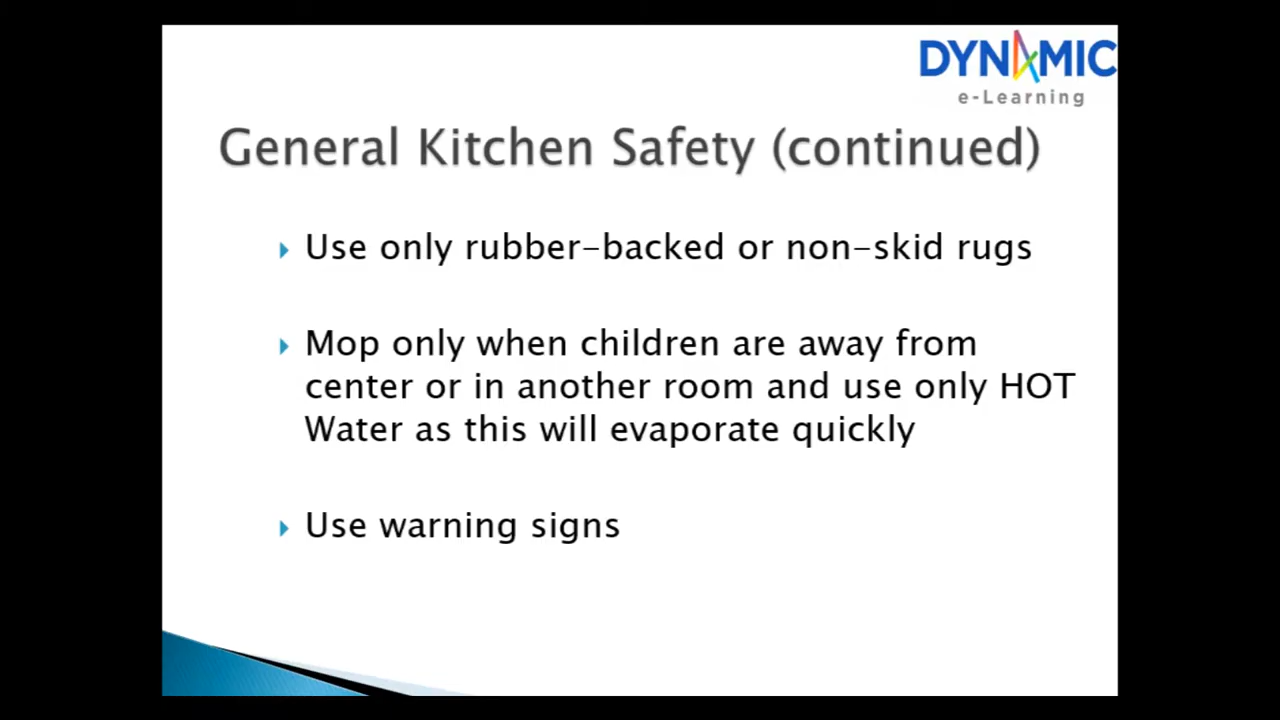 DYNAMIC
e-Learning
General Kitchen Safety (continued)
Use only rubber-backed or non-skid rugs
Mop only when children are away from
center or in another room and use only HOT
Water as this will evaporate quickly
Use warning signs